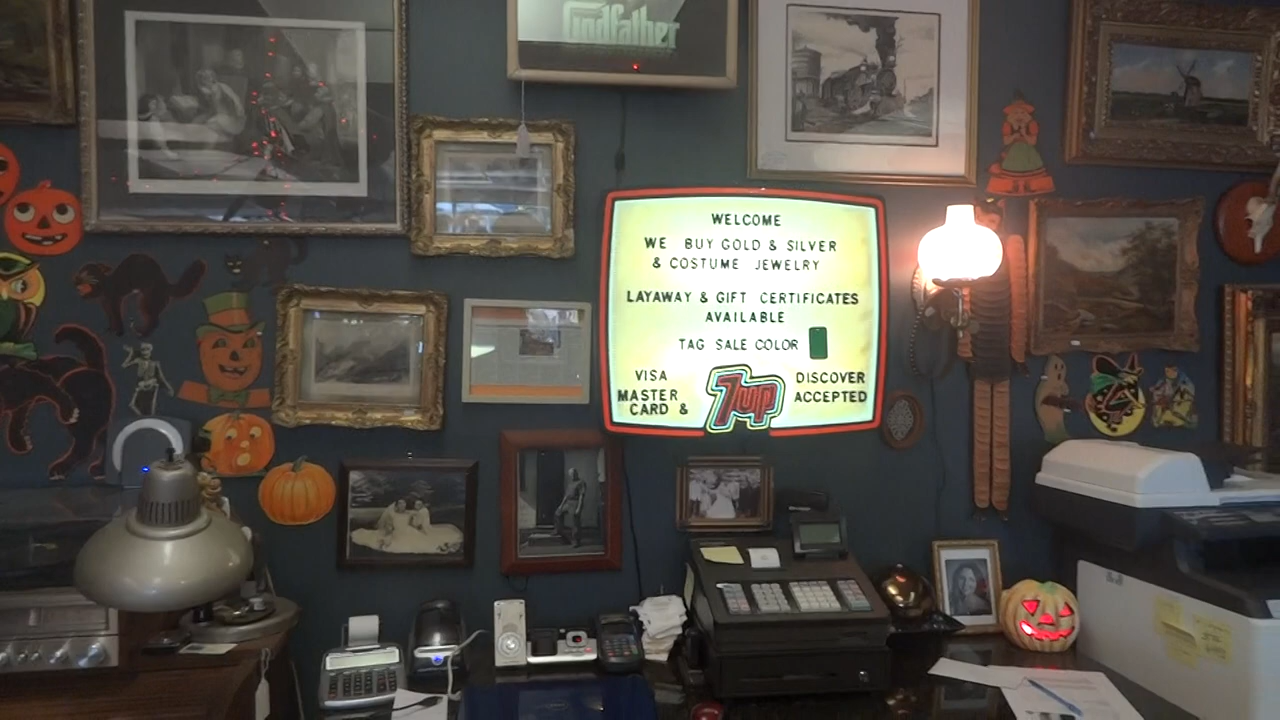 Godfather
WELCOME
WE BUY GOLD & SILVER
& COSTUME JEWELRY
LAYAWAY & GIFT CERTIFICATES
AVAILABLE
TAG SALE COLOR
VISA
MASTER
CARD &
7up
DISCOVER
ACCEPTED